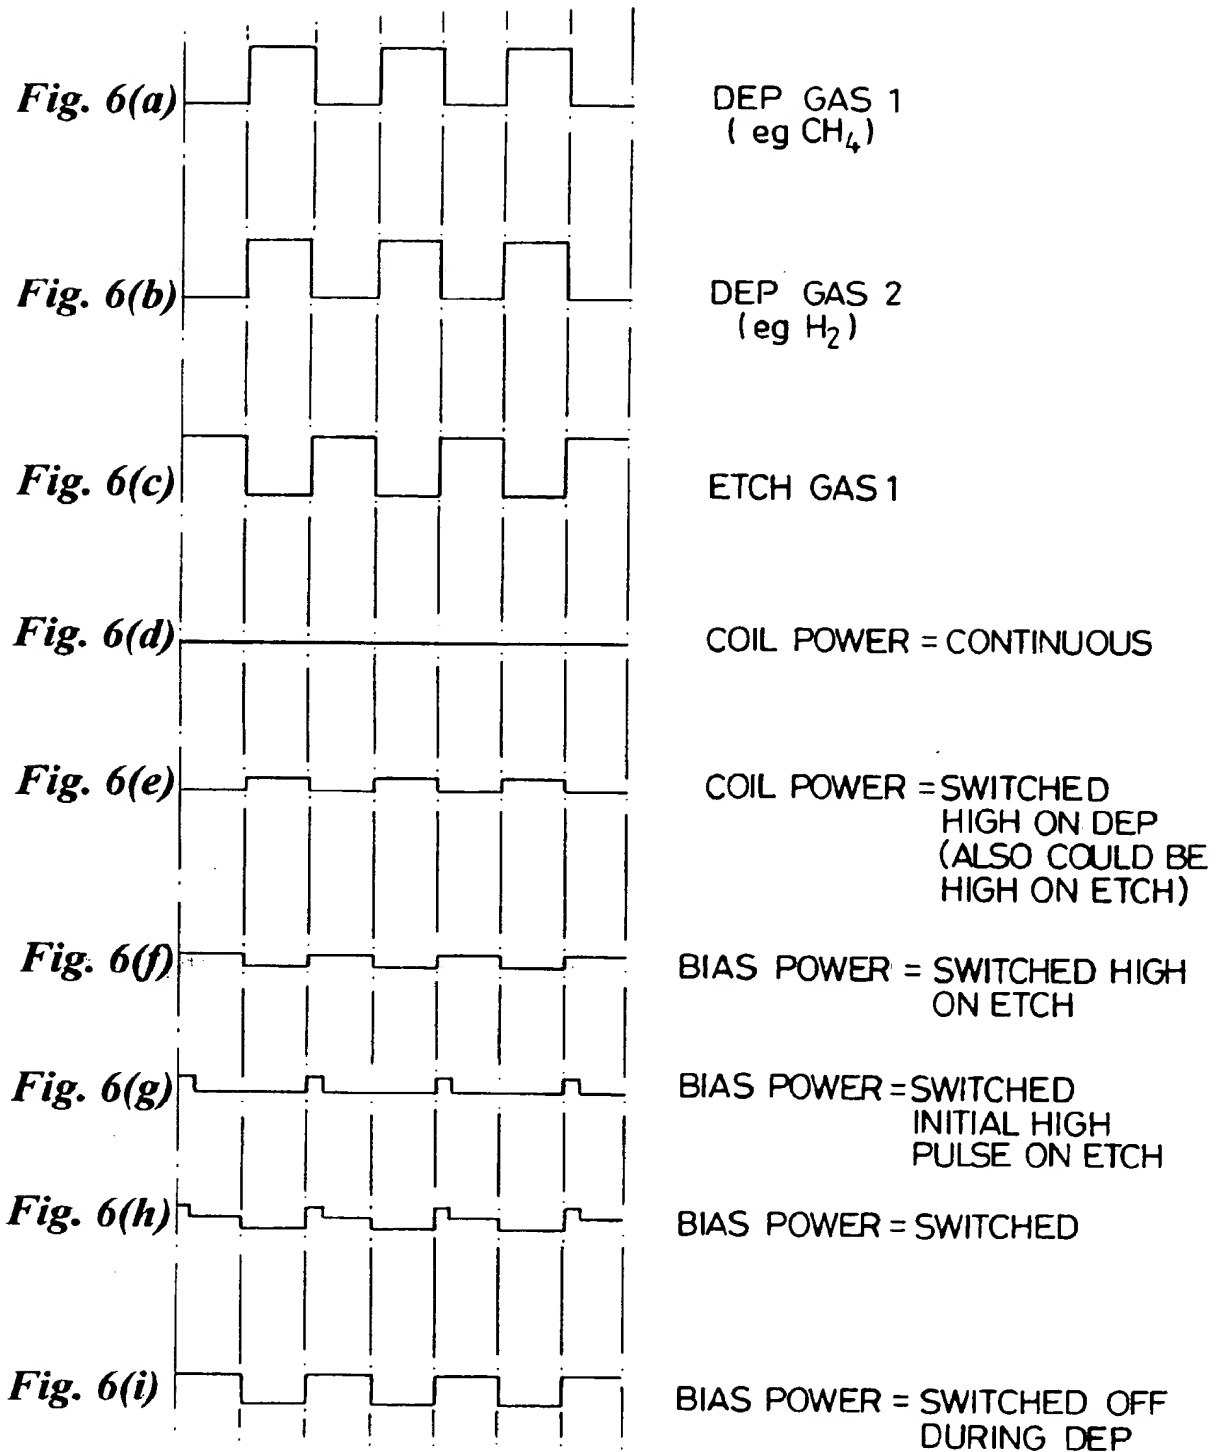 Fig. 6(a)
DEP GAS 1
( eg CH₄)
Fig. 6(b)
DEP GAS 2
(eg H₂)
Fig. 6(c)
ETCH GAS 1
Fig. 6(d)
COIL POWER = CONTINUOUS
Fig. 6(e)
COIL POWER = SWITCHED
HIGH ON DEP
(ALSO COULD BE
HIGH ON ETCH)
Fig. 6(f)
BIAS POWER = SWITCHED HIGH
ON ETCH
Fig. 6(g)
BIAS POWER = SWITCHED
INITIAL HIGH
PULSE ON ETCH
Fig. 6(h)
BIAS POWER = SWITCHED
Fig. 6(i)
BIAS POWER = SWITCHED OFF
DURING DEP